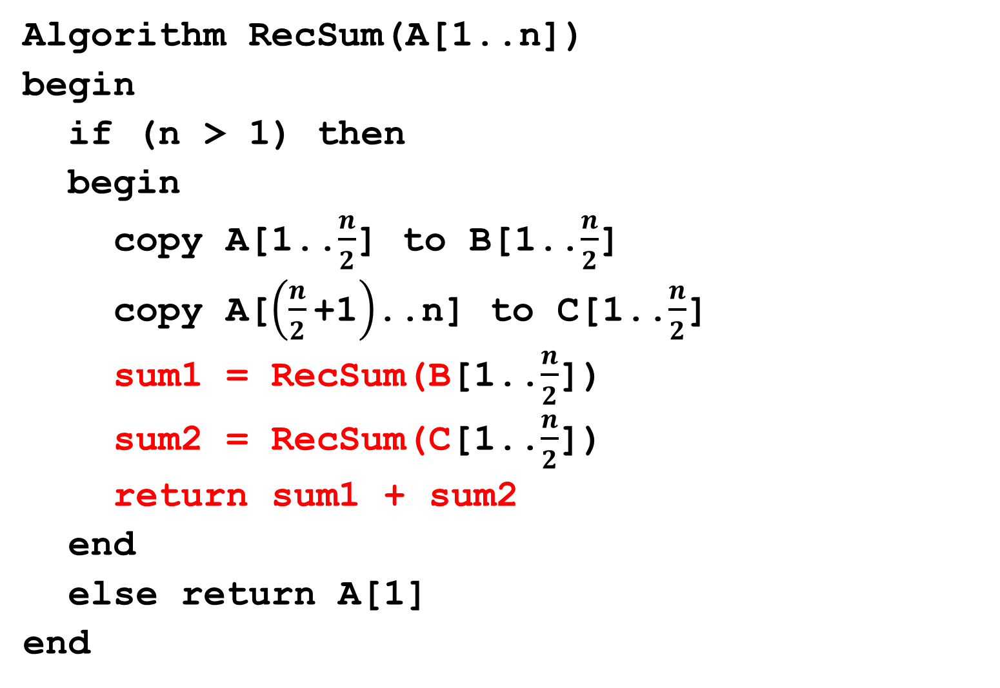 Algorithm RecSum(A[1..n])
begin
if (n > 1) then
begin
copy A[1..n/2] to B[1..n/2]
copy A[(n/2+1)..n] to C[1..n/2]
sum1 = RecSum(B[1..n/2])
sum2 = RecSum(C[1..n/2])
return sum1 + sum2
end
else return A[1]
end